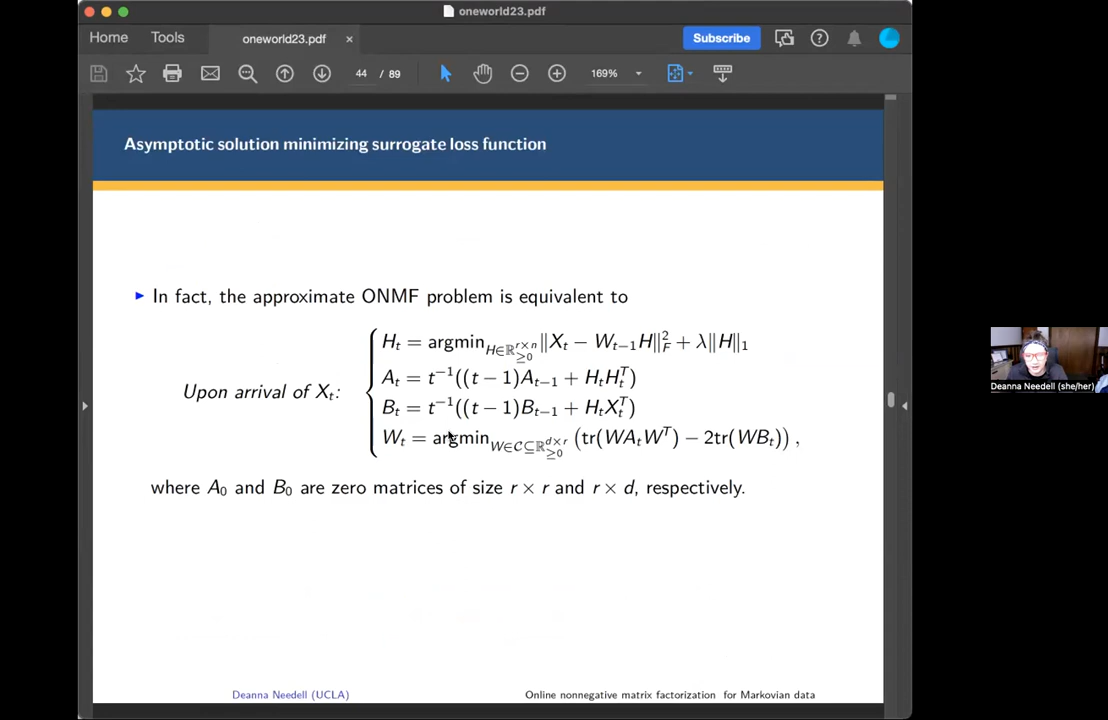 oneworld23.pdf
Home Tools oneworld23.pdf × Subscribe
44 / 89 169%
Asymptotic solution minimizing surrogate loss function
▶ In fact, the approximate ONMF problem is equivalent to
H_t = argmin_{H∈ℝ_{≥0}^{r×n}} ‖X_t − W_{t−1}H‖_F^2 + λ‖H‖_1
A_t = t^{−1}((t − 1)A_{t−1} + H_tH_t^T)
Upon arrival of X_t:
B_t = t^{−1}((t − 1)B_{t−1} + H_tX_t^T)
W_t = argmin_{W∈𝒞⊆ℝ_{≥0}^{d×r}} (tr(WA_tW^T) − 2tr(WB_t)) ,
where A_0 and B_0 are zero matrices of size r × r and r × d, respectively.
Deanna Needell (she/her)
Deanna Needell (UCLA) Online nonnegative matrix factorization for Markovian data